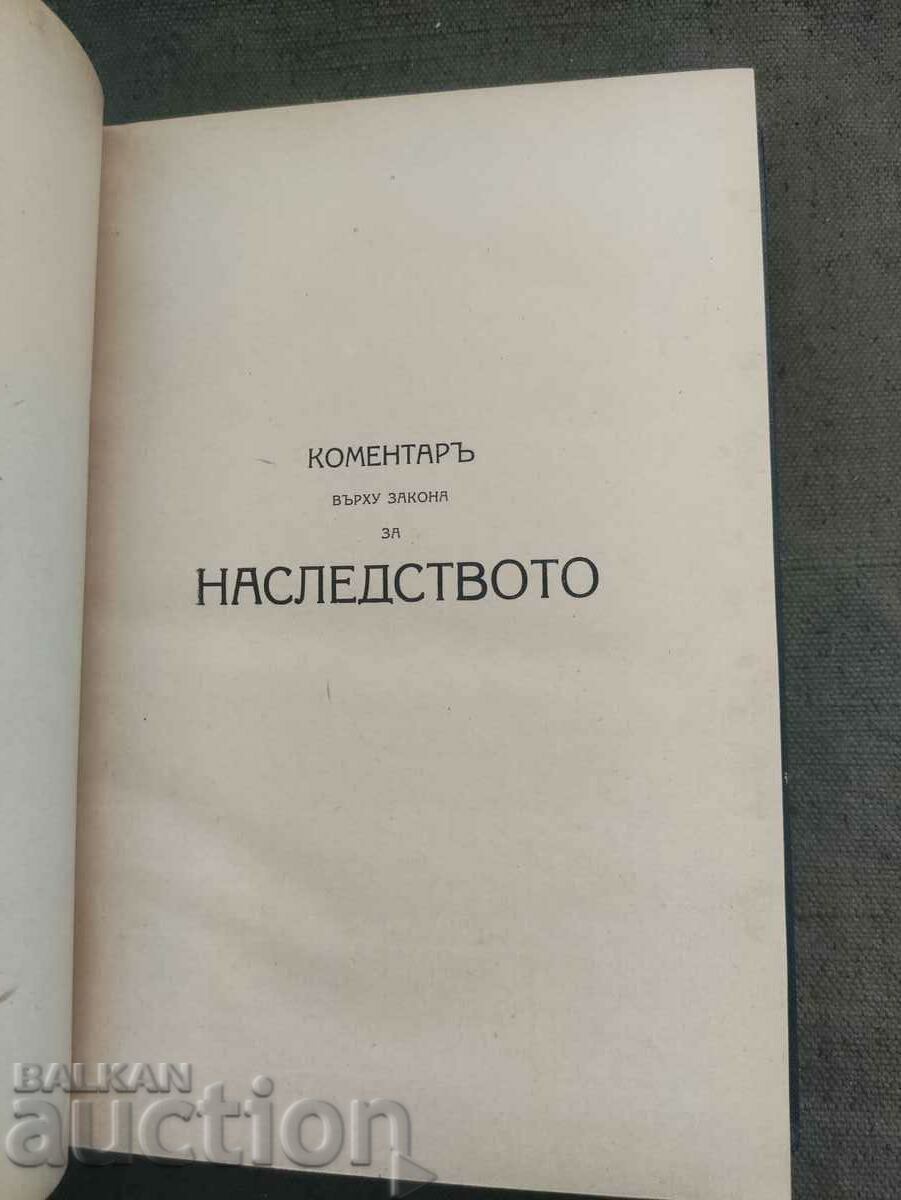 КОМЕНТАРЪ
ВЪРХУ ЗАКОНА
ЗА
НАСЛЕДСТВОТО
BALKAN
auction